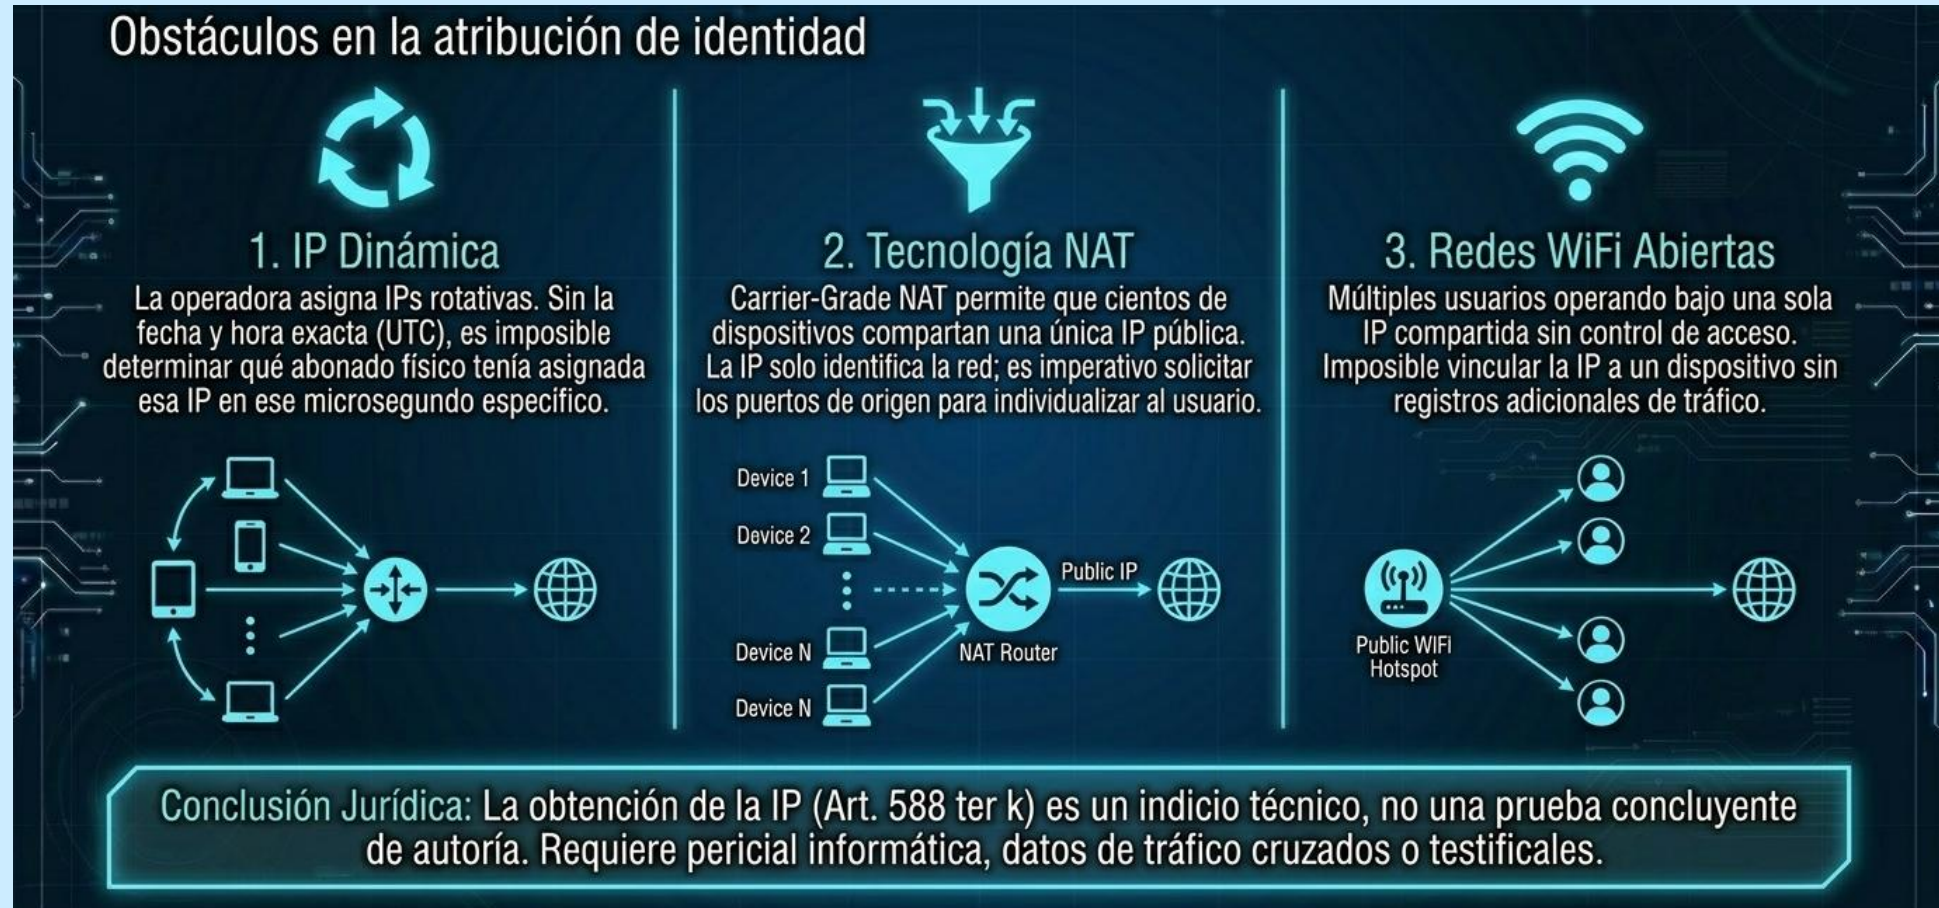 Obstáculos en la atribución de identidad
1. IP Dinámica
La operadora asigna IPs rotativas. Sin la
fecha y hora exacta (UTC), es imposible
determinar qué abonado físico tenía asignada
esa IP en ese microsegundo específico.
2. Tecnología NAT
Carrier-Grade NAT permite que cientos de
dispositivos compartan una única IP pública.
La IP solo identifica la red; es imperativo solicitar
los puertos de origen para individualizar al usuario.
Device 1
Device 2
Device N
Device N
NAT Router
Public IP
3. Redes WiFi Abiertas
Múltiples usuarios operando bajo una sola
IP compartida sin control de acceso.
Imposible vincular la IP a un dispositivo sin
registros adicionales de tráfico.
Public WIFi
Hotspot
Conclusión Jurídica: La obtención de la IP (Art. 588 ter k) es un indicio técnico, no una prueba concluyente
de autoría. Requiere pericial informática, datos de tráfico cruzados o testificales.